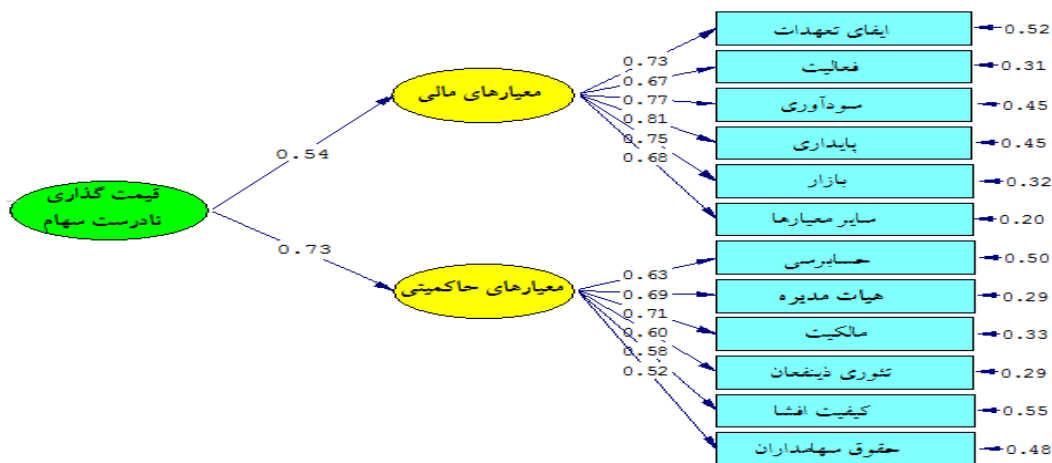 ایفای تعهدات
0.52
0.73
فعالیت
0.31
0.67
معیارهای مالی
سودآوری
0.45
0.77
پایداری
0.45
0.81
بازار
0.32
0.75
سایر معیارها
0.20
0.68
0.54
قیمت گذاری
نادرست سهام
0.73
حسابرسی
0.50
0.63
هیات مدیره
0.29
0.69
معیارهای حاکمیتی
مالکیت
0.33
0.71
تئوری ذینفعان
0.29
0.60
کیفیت افشا
0.55
0.58
حقوق سهامداران
0.48
0.52